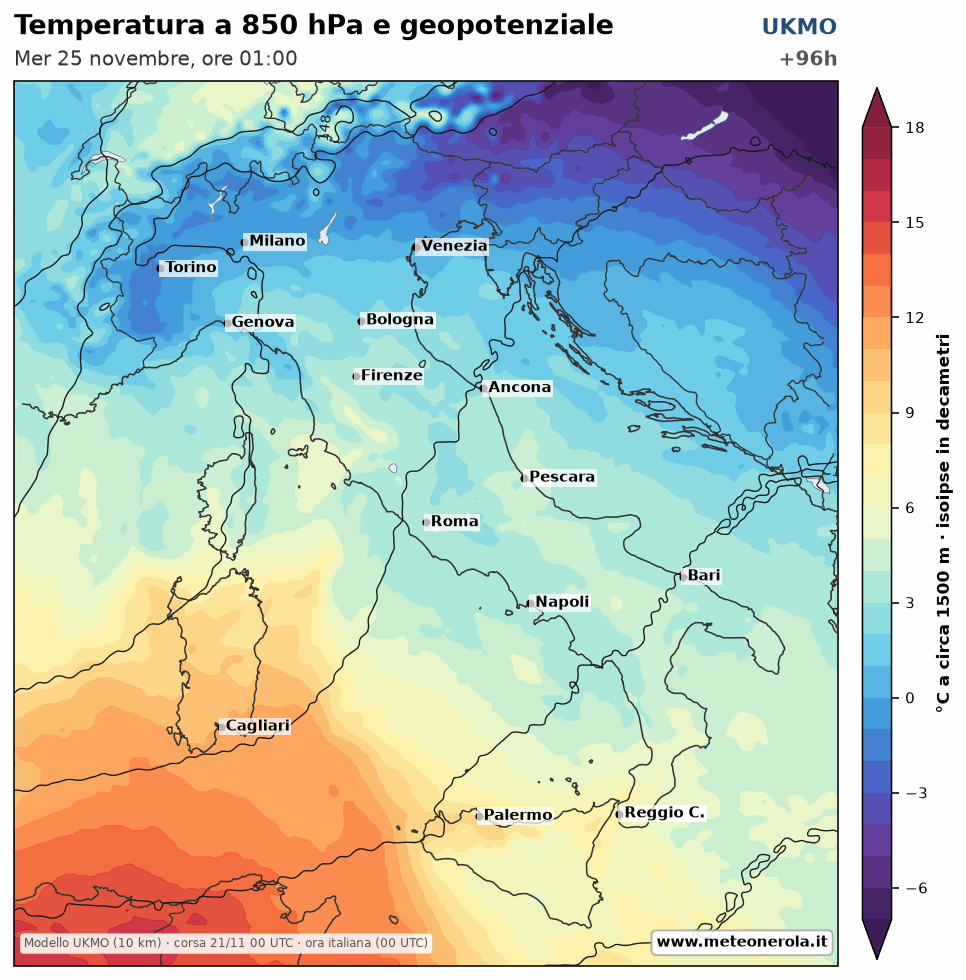 Temperatura a 850 hPa e geopotenziale
UKMO
Mer 25 novembre, ore 01:00
+96h
148
Milano
Venezia
Torino
Genova
Bologna
Firenze
Ancona
Pescara
Roma
Bari
Napoli
Cagliari
Palermo
Reggio C.
18
15
12
9
6
3
0
−3
−6
°C a circa 1500 m · isoipse in decametri
Modello UKMO (10 km) · corsa 21/11 00 UTC · ora italiana (00 UTC)
www.meteonerola.it